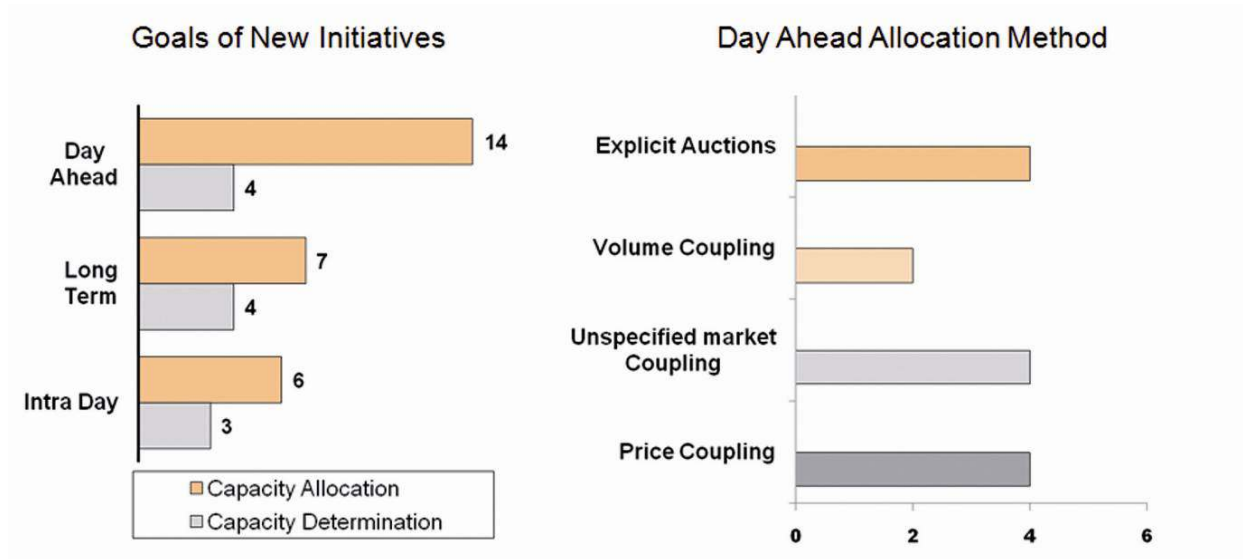 Goals of New Initiatives
Day
Ahead
14
4
Long
Term
7
4
Intra Day
6
3
Capacity Allocation
Capacity Determination
Day Ahead Allocation Method
Explicit Auctions
Volume Coupling
Unspecified market
Coupling
Price Coupling
0 2 4 6